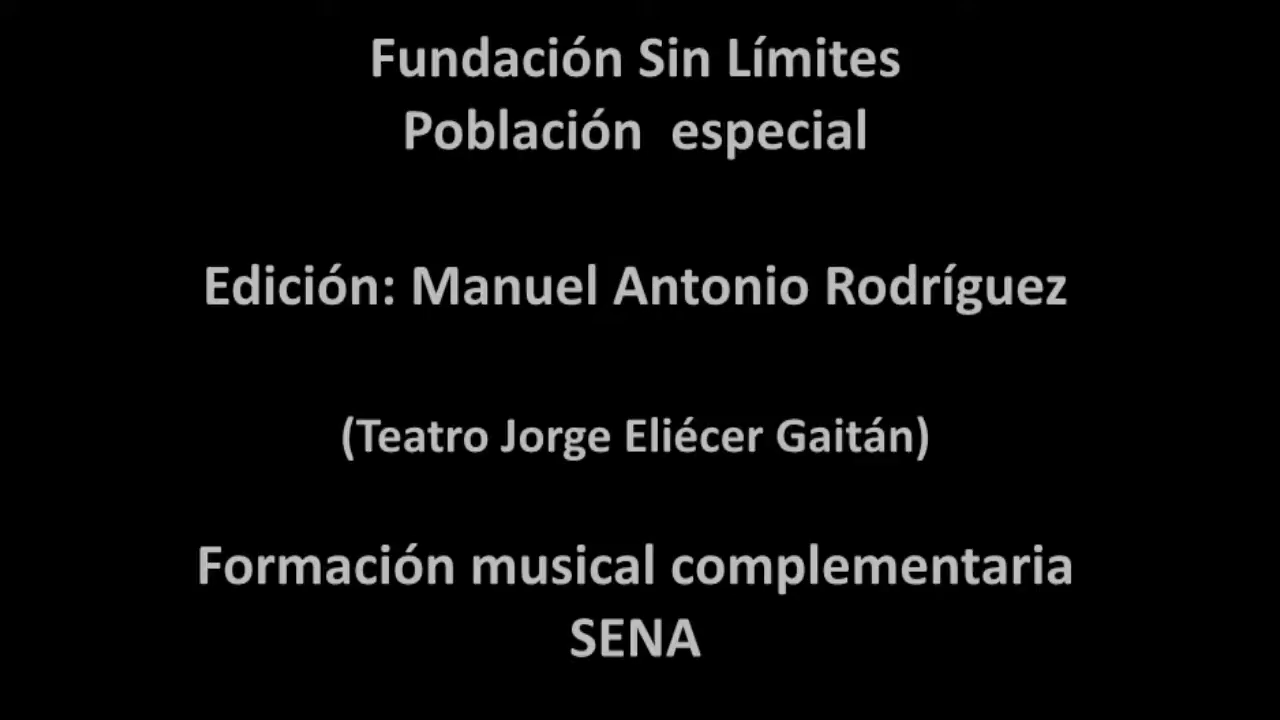 Fundación Sin Límites
Población  especial
Edición: Manuel Antonio Rodríguez
(Teatro Jorge Eliécer Gaitán)
Formación musical complementaria
SENA